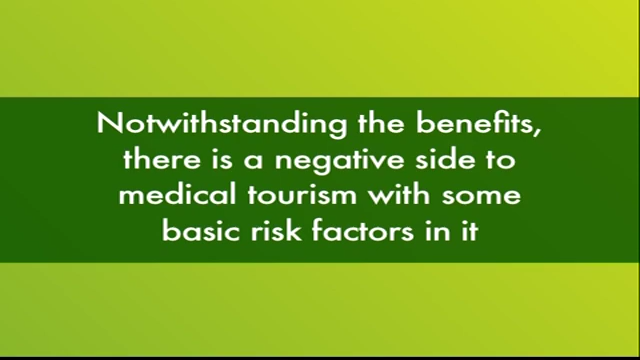 Notwithstanding the benefits,
there is a negative side to
medical tourism with some
basic risk factors in it